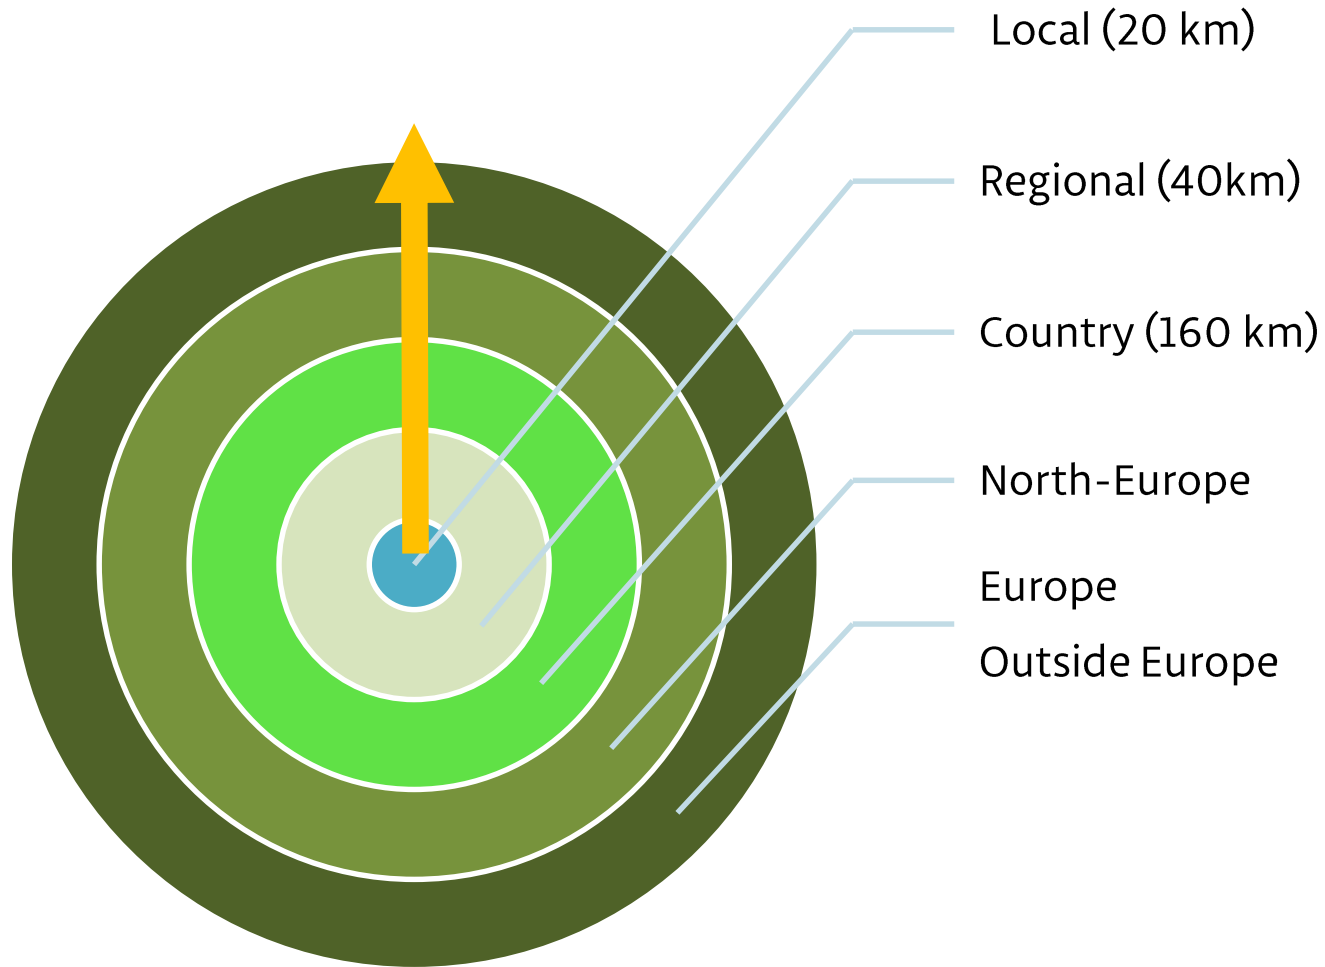 Local (20 km)
Regional (40km)
Country (160 km)
North-Europe
Europe
Outside Europe